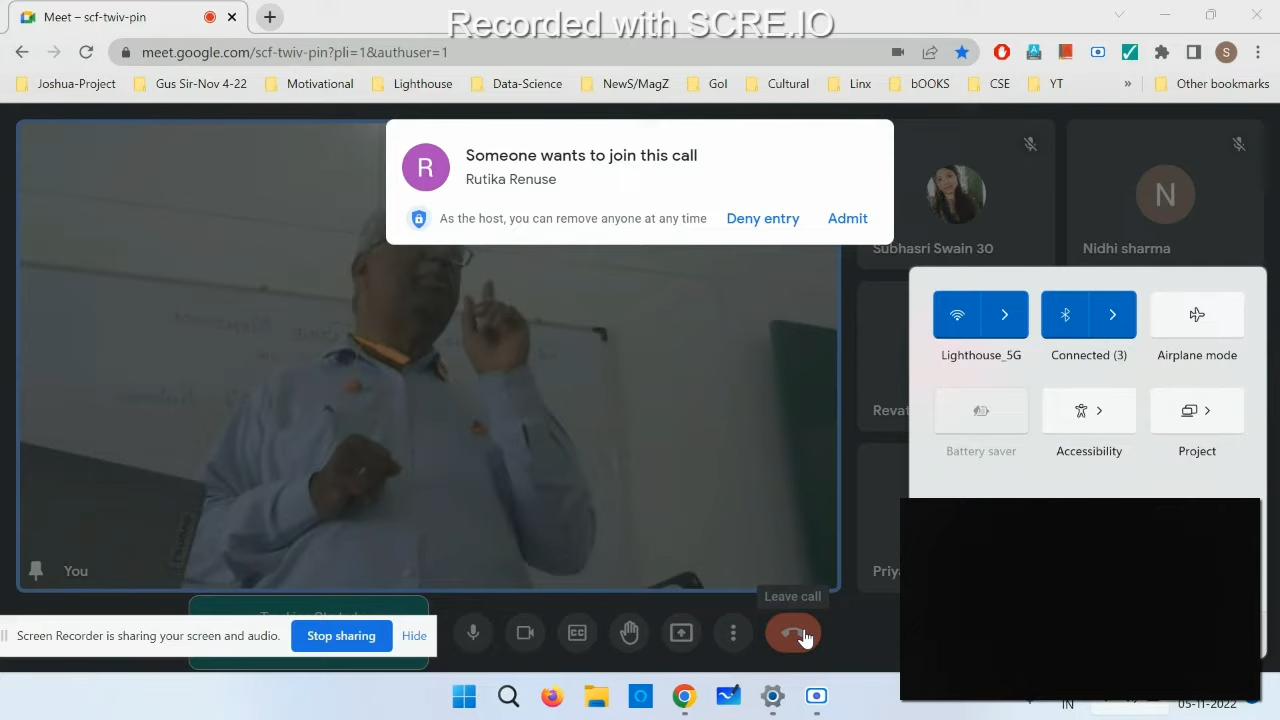 Meet – scf-twiv-pin
Recorded with SCRE.IO
meet.google.com/scf-twiv-pin?pli=1&authuser=1
S
Joshua-Project
Gus Sir-Nov 4-22
Motivational
Lighthouse
Data-Science
NewS/MagZ
GoI
Cultural
Linx
bOOKS
CSE
YT
»
Other bookmarks
R
Someone wants to join this call
Rutika Renuse
As the host, you can remove anyone at any time
Deny entry
Admit
Subhasri Swain 30
N
Nidhi sharma
Lighthouse_5G
Connected (3)
Airplane mode
Revat
Battery saver
Accessibility
Project
Priya
You
Leave call
Screen Recorder is sharing your screen and audio.
Stop sharing
Hide
CC
IN
05-11-2022